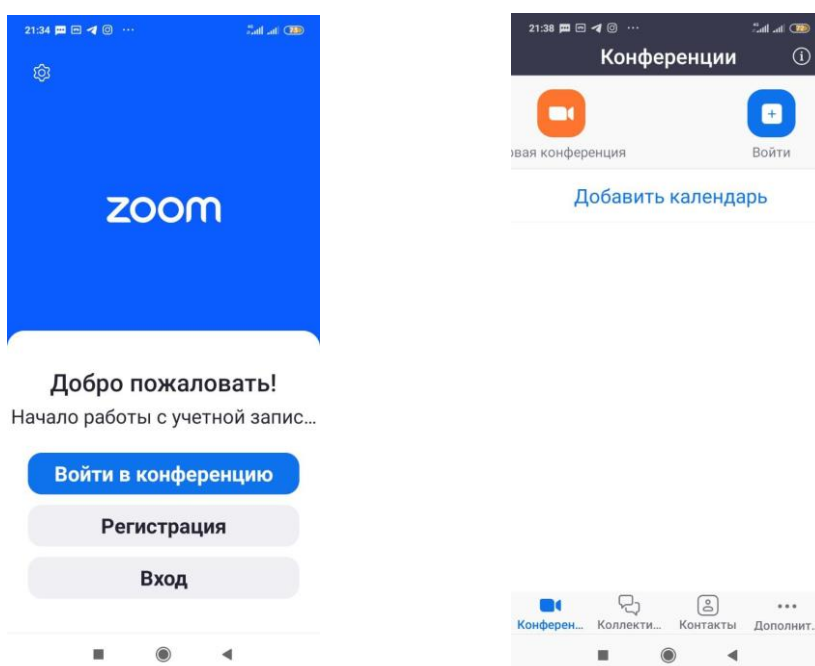 21:34
zoom
Добро пожаловать!
Начало работы с учетной запис...
Войти в конференцию
Регистрация
Вход
21:38
Конференции
овая конференция
Войти
Добавить календарь
Конферен...
Коллекти...
Контакты
Дополнит.